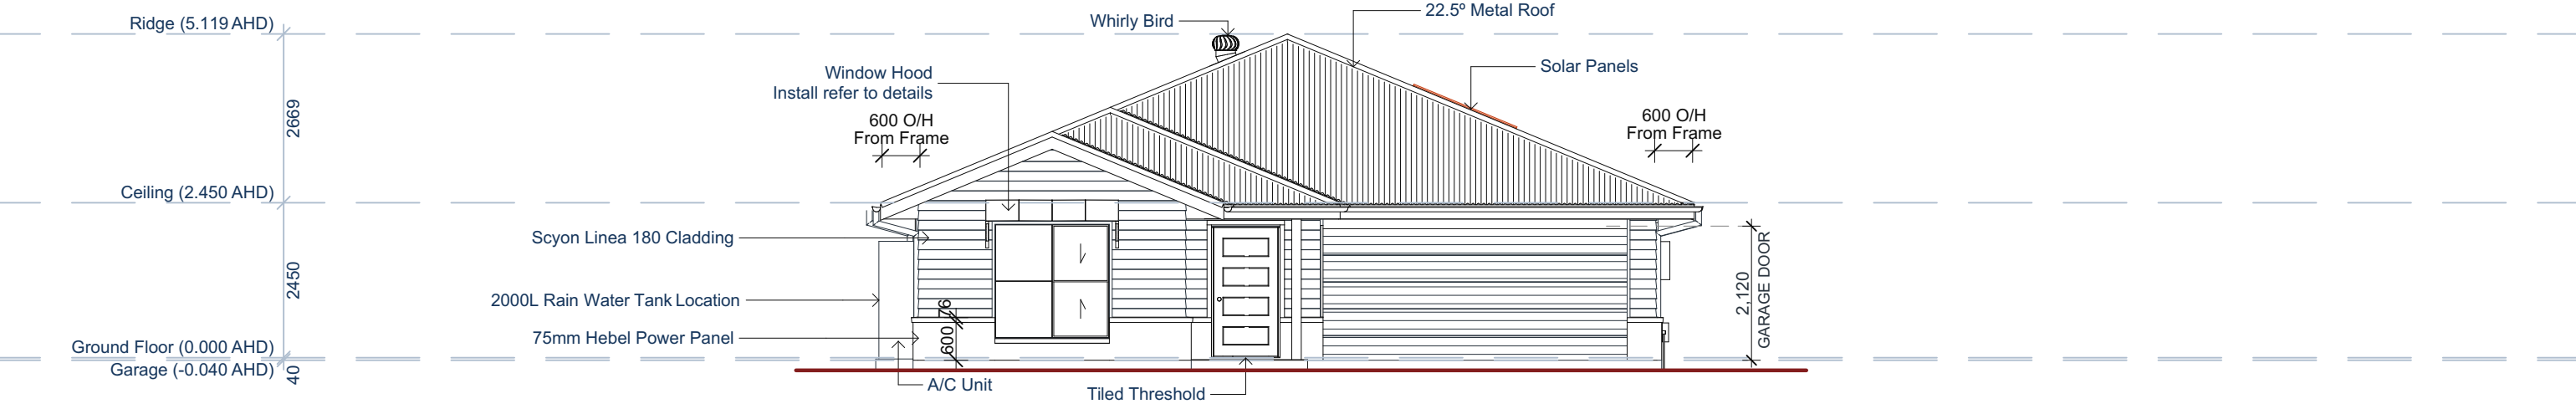 Ridge (5.119 AHD)
Whirly Bird
22.5º Metal Roof
Window Hood
Install refer to details
Solar Panels
2669
600 O/H
From Frame
600 O/H
From Frame
Ceiling (2.450 AHD)
Scyon Linea 180 Cladding
2450
2000L Rain Water Tank Location
76
2,120
GARAGE DOOR
75mm Hebel Power Panel
600
Ground Floor (0.000 AHD)
Garage (-0.040 AHD)
40
A/C Unit
Tiled Threshold